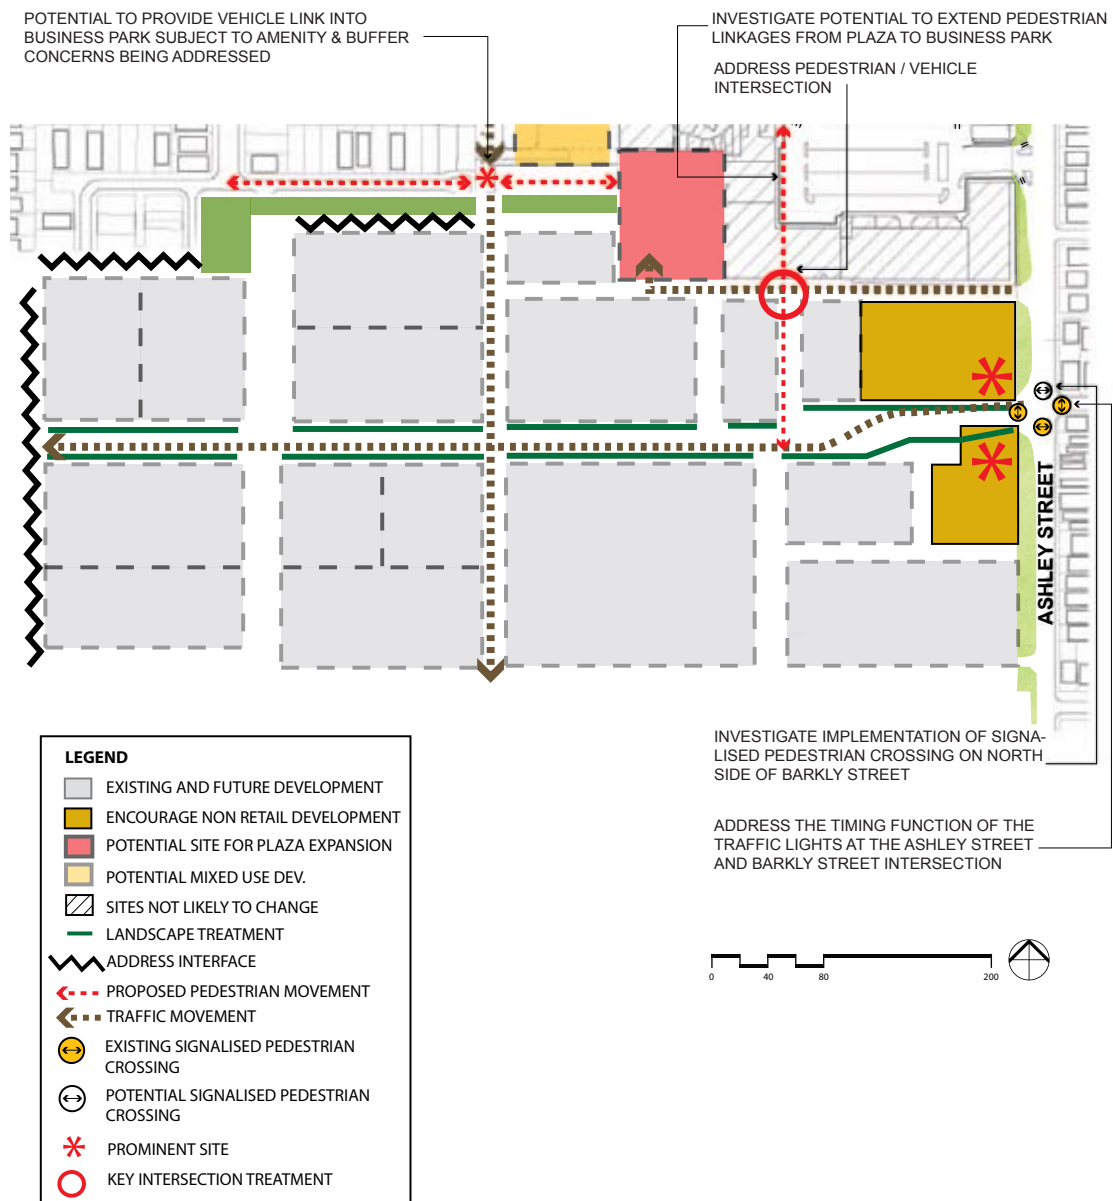 POTENTIAL TO PROVIDE VEHICLE LINK INTO
BUSINESS PARK SUBJECT TO AMENITY & BUFFER
CONCERNS BEING ADDRESSED
INVESTIGATE POTENTIAL TO EXTEND PEDESTRIAN
LINKAGES FROM PLAZA TO BUSINESS PARK
ADDRESS PEDESTRIAN / VEHICLE
INTERSECTION
ASHLEY STREET
INVESTIGATE IMPLEMENTATION OF SIGNA-
LISED PEDESTRIAN CROSSING ON NORTH
SIDE OF BARKLY STREET
ADDRESS THE TIMING FUNCTION OF THE
TRAFFIC LIGHTS AT THE ASHLEY STREET
AND BARKLY STREET INTERSECTION
LEGEND
EXISTING AND FUTURE DEVELOPMENT
ENCOURAGE NON RETAIL DEVELOPMENT
POTENTIAL SITE FOR PLAZA EXPANSION
POTENTIAL MIXED USE DEV.
SITES NOT LIKELY TO CHANGE
LANDSCAPE TREATMENT
ADDRESS INTERFACE
PROPOSED PEDESTRIAN MOVEMENT
TRAFFIC MOVEMENT
EXISTING SIGNALISED PEDESTRIAN
CROSSING
POTENTIAL SIGNALISED PEDESTRIAN
CROSSING
PROMINENT SITE
KEY INTERSECTION TREATMENT
0 40 80 200